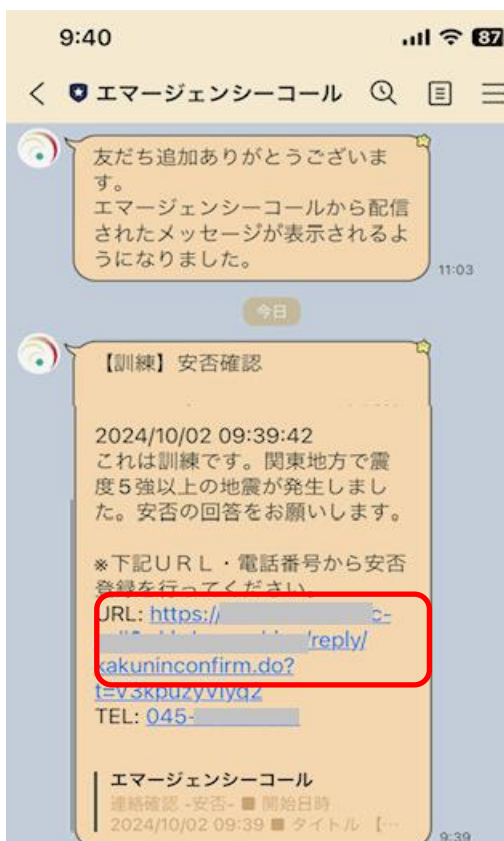 9:40
87
エマージェンシーコール
友だち追加ありがとうございま
す。
エマージェンシーコールから配信
されたメッセージが表示されるよ
うになりました。
11:03
今日
【訓練】安否確認
2024/10/02 09:39:42
これは訓練です。関東地方で震
度5強以上の地震が発生しまし
た。安否の回答をお願いします。
※下記URL・電話番号から安否
登録を行ってください。
URL: https://
c-
/reply/
kakuninconfirm.do?
t=V3kpuzyVlyq2
TEL: 045-
エマージェンシーコール
連絡確認 -安否- ■ 開始日時
2024/10/02 09:39 ■ タイトル 【…
9:39